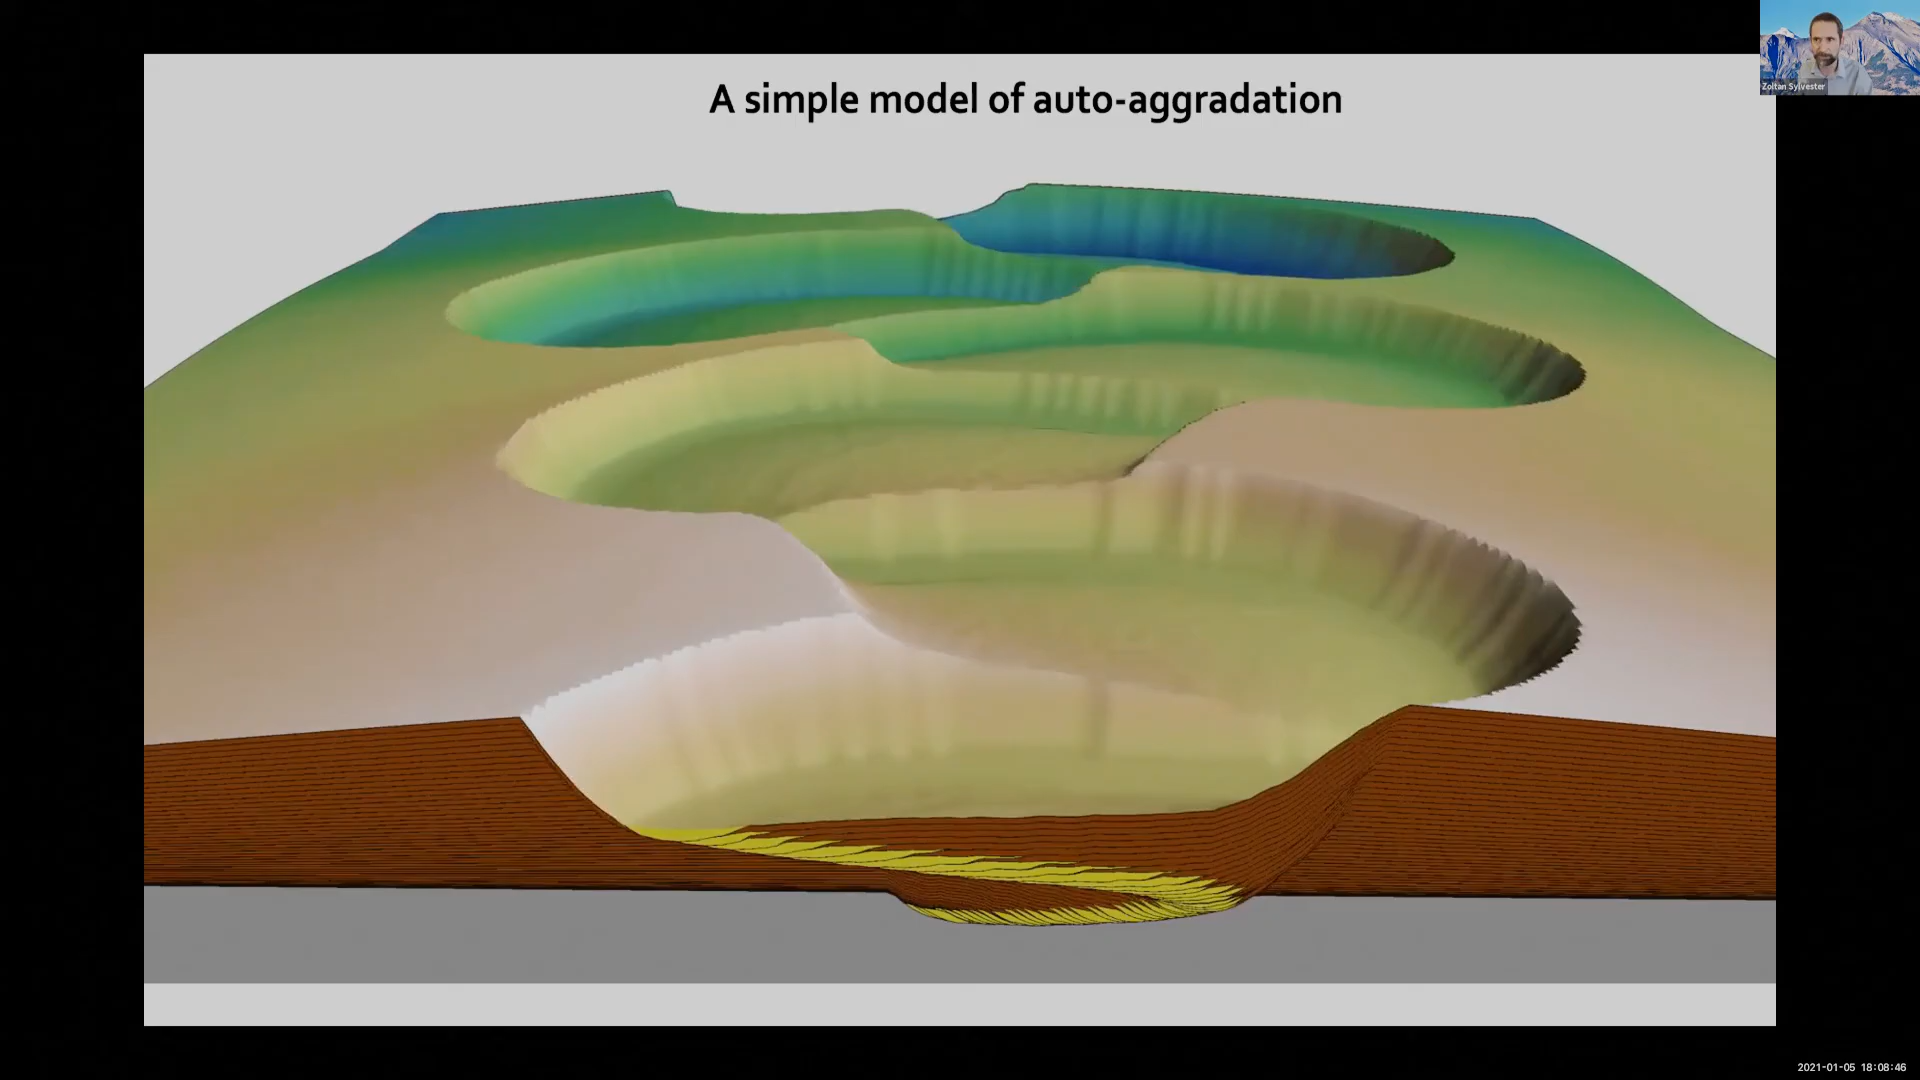 A simple model of auto-aggradation
Zoltan Sylvester
2021-01-05 18:08:46